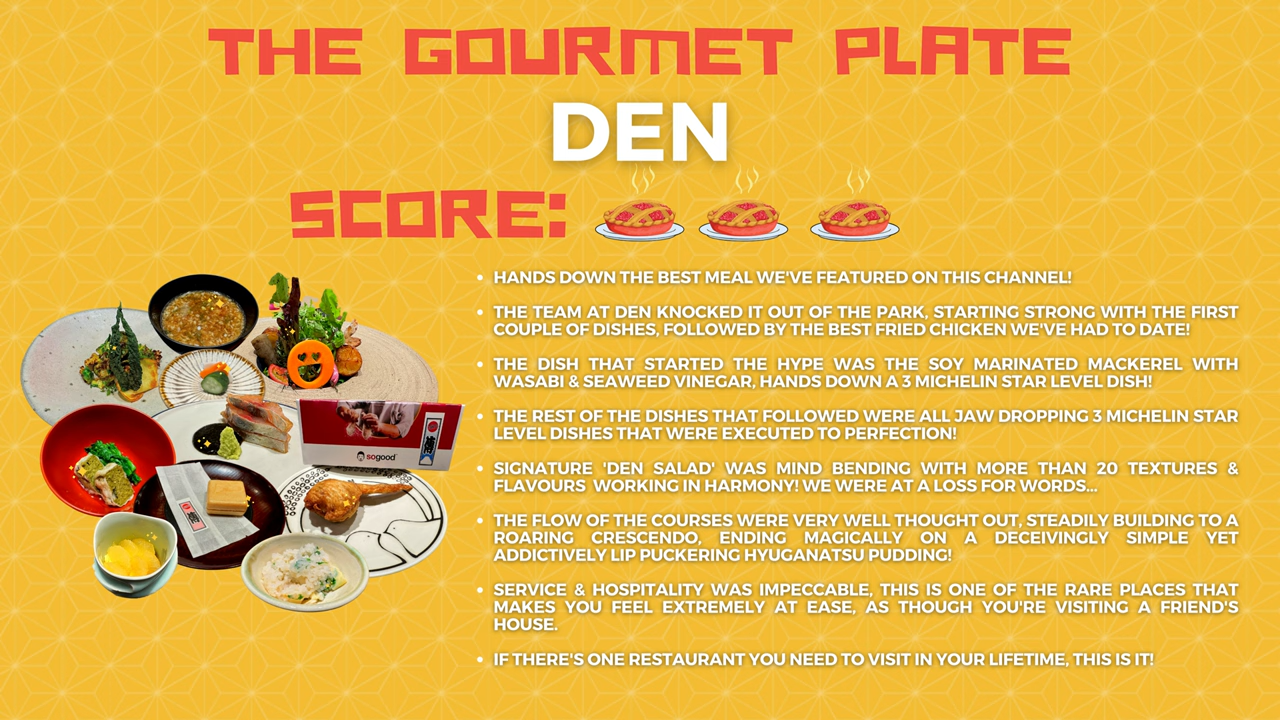 THE GOURMET PLATE
DEN
SCORE:
• HANDS DOWN THE BEST MEAL WE'VE FEATURED ON THIS CHANNEL!
• THE TEAM AT DEN KNOCKED IT OUT OF THE PARK, STARTING STRONG WITH THE FIRST
COUPLE OF DISHES, FOLLOWED BY THE BEST FRIED CHICKEN WE'VE HAD TO DATE!
• THE DISH THAT STARTED THE HYPE WAS THE SOY MARINATED MACKEREL WITH
WASABI & SEAWEED VINEGAR, HANDS DOWN A 3 MICHELIN STAR LEVEL DISH!
• THE REST OF THE DISHES THAT FOLLOWED WERE ALL JAW DROPPING 3 MICHELIN STAR
LEVEL DISHES THAT WERE EXECUTED TO PERFECTION!
• SIGNATURE 'DEN SALAD' WAS MIND BENDING WITH MORE THAN 20 TEXTURES &
FLAVOURS WORKING IN HARMONY! WE WERE AT A LOSS FOR WORDS...
• THE FLOW OF THE COURSES WERE VERY WELL THOUGHT OUT, STEADILY BUILDING TO A
ROARING CRESCENDO, ENDING MAGICALLY ON A DECEIVINGLY SIMPLE YET
ADDICTIVELY LIP PUCKERING HYUGANATSU PUDDING!
• SERVICE & HOSPITALITY WAS IMPECCABLE, THIS IS ONE OF THE RARE PLACES THAT
MAKES YOU FEEL EXTREMELY AT EASE, AS THOUGH YOU'RE VISITING A FRIEND'S
HOUSE.
• IF THERE'S ONE RESTAURANT YOU NEED TO VISIT IN YOUR LIFETIME, THIS IS IT!
sogood